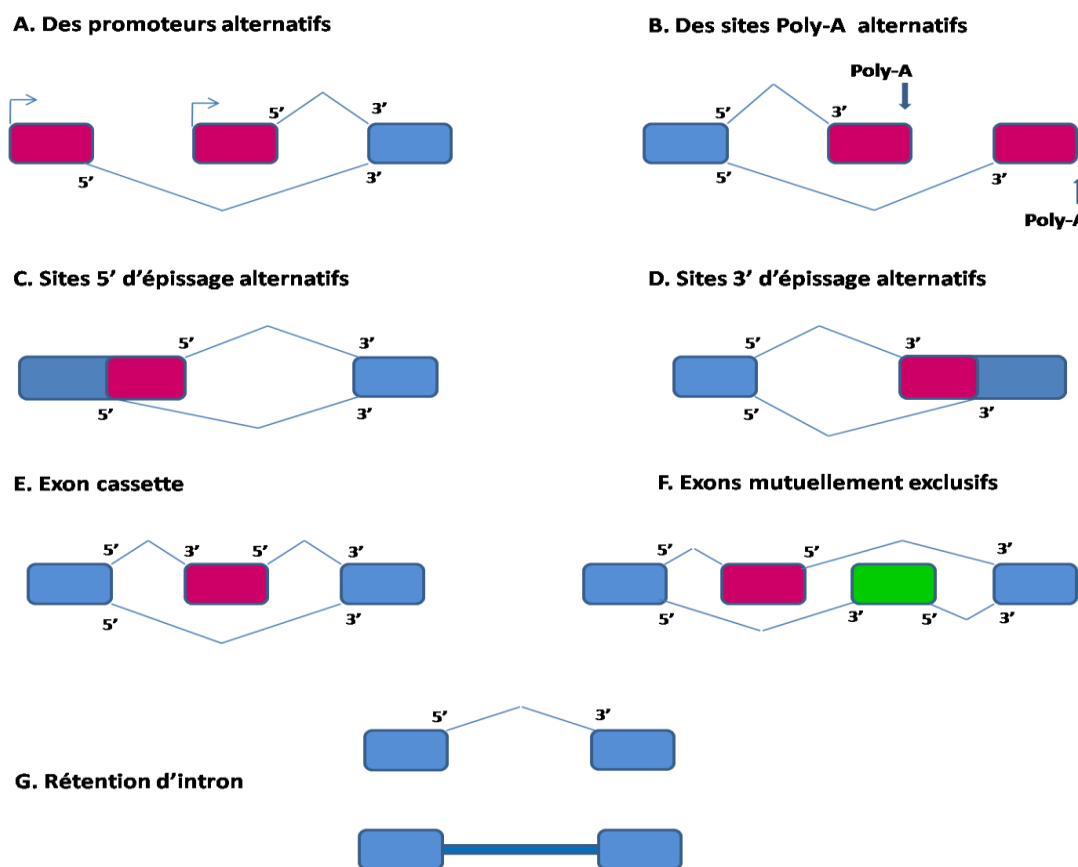 A. Des promoteurs alternatifs
B. Des sites Poly-A alternatifs
Poly-A
5’ 3’
5’ 3’
5’ 3’
5’ 3’
Poly-A
C. Sites 5’ d’épissage alternatifs
D. Sites 3’ d’épissage alternatifs
5’ 3’
5’ 3’
5’ 3’
5’ 3’
E. Exon cassette
F. Exons mutuellement exclusifs
5’ 3’ 5’ 3’
5’ 3’
5’ 5’ 3’
5’ 3’ 5’ 3’
5’ 3’
G. Rétention d’intron